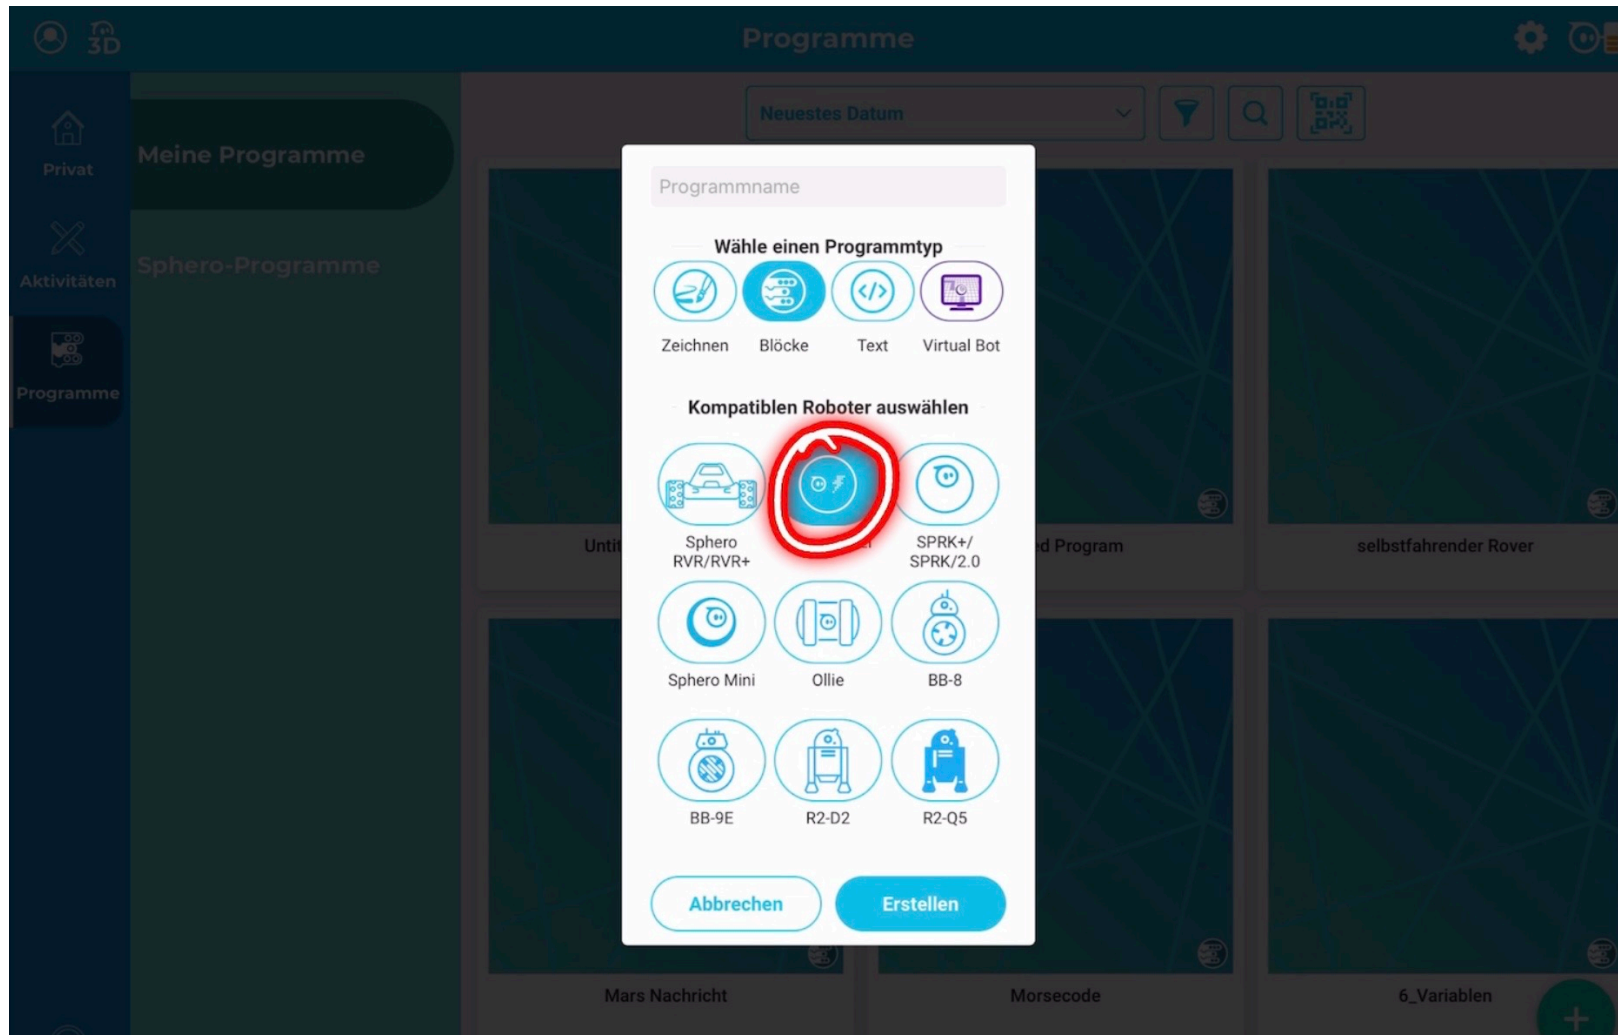 3D
Programme
Neuestes Datum
Privat
Meine Programme
Aktivitäten
Sphero-Programme
Programme
Programmname
Wähle einen Programmtyp
Zeichnen
Blöcke
Text
Virtual Bot
Kompatiblen Roboter auswählen
Sphero
RVR/RVR+
SPRK+/
SPRK/2.0
Program
selbstfahrender Rover
Sphero Mini
Ollie
BB-8
BB-9E
R2-D2
R2-Q5
Abbrechen
Erstellen
Mars Nachricht
Morsecode
6_Variablen